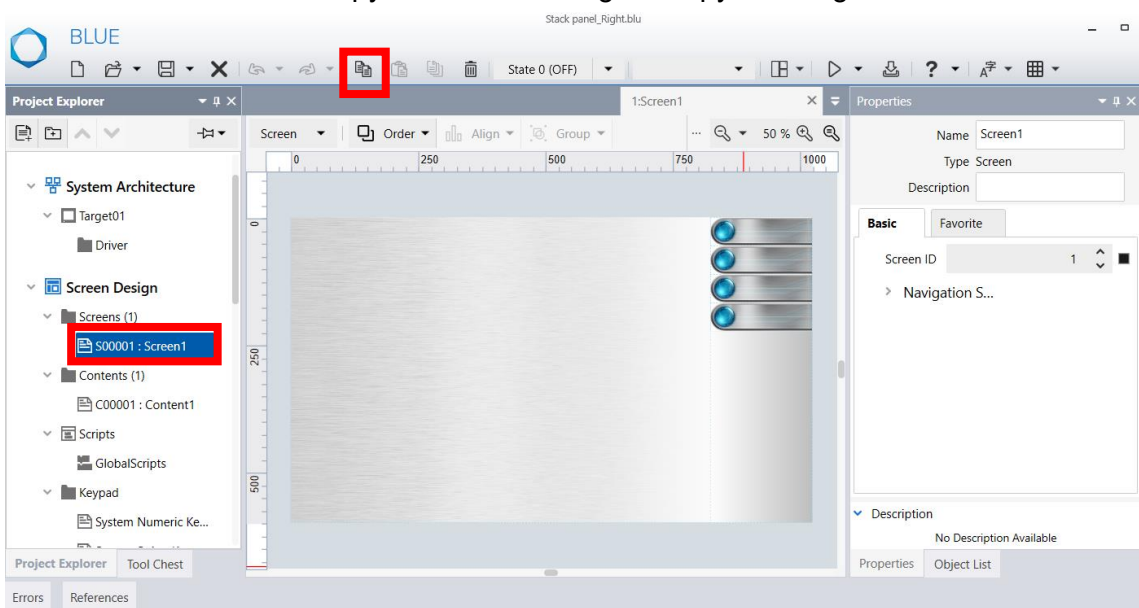 Stack panel_Right.blu
BLUE
State 0 (OFF)
?
Project Explorer
1:Screen1
Properties
Screen
Order
Align
Group
...
50 %
Name Screen1
Type Screen
Description
0 250 500 750 1000
System Architecture
Target01
Driver
Screen Design
Screens (1)
S00001 : Screen1
Contents (1)
C00001 : Content1
Scripts
GlobalScripts
Keypad
System Numeric Ke...
0
250
500
Basic Favorite
Screen ID 1
Navigation S...
Description
No Description Available
Project Explorer Tool Chest
Properties Object List
Errors References